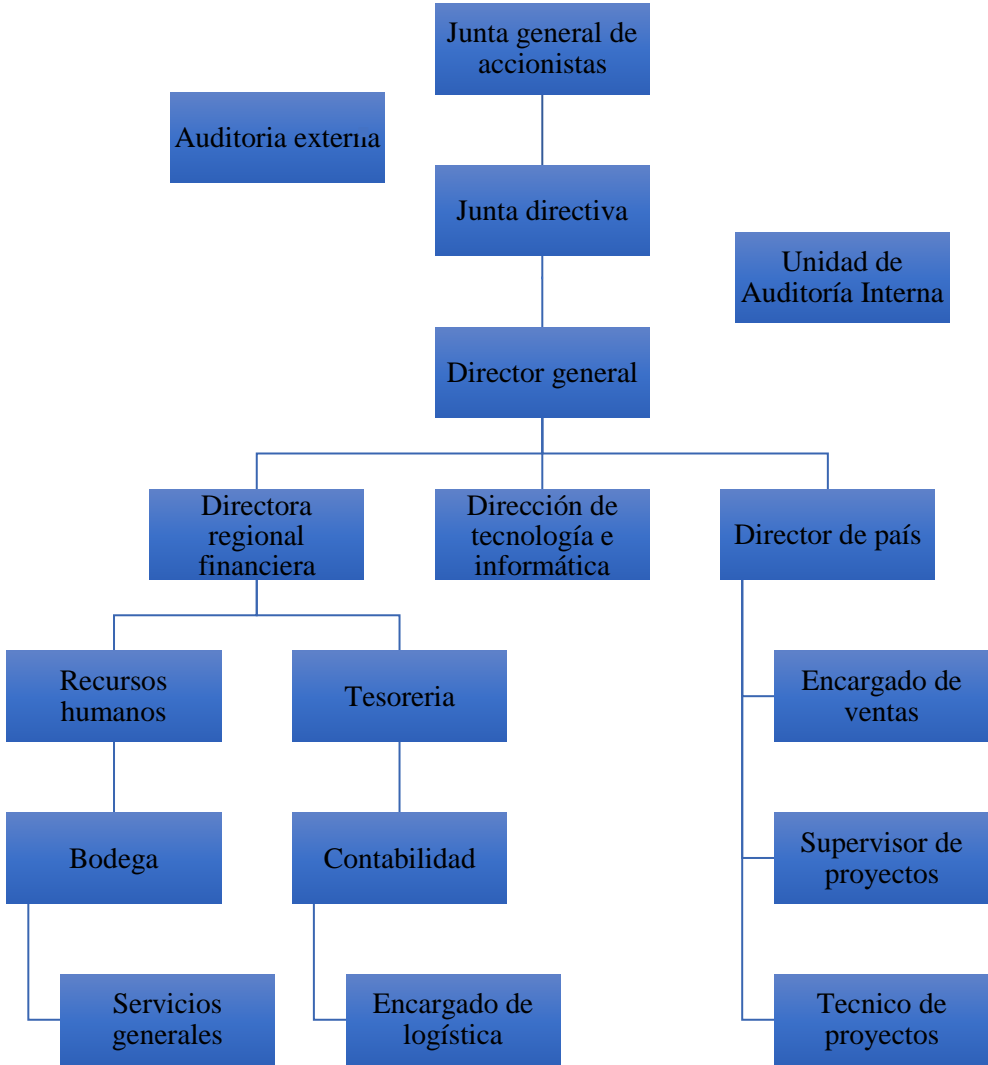 Junta general de
accionistas
Auditoria externa
Junta directiva
Unidad de
Auditoría Interna
Director general
Directora
regional
financiera
Dirección de
tecnología e
informática
Director de país
Recursos
humanos
Tesoreria
Encargado de
ventas
Bodega
Contabilidad
Supervisor de
proyectos
Servicios
generales
Encargado de
logística
Tecnico de
proyectos